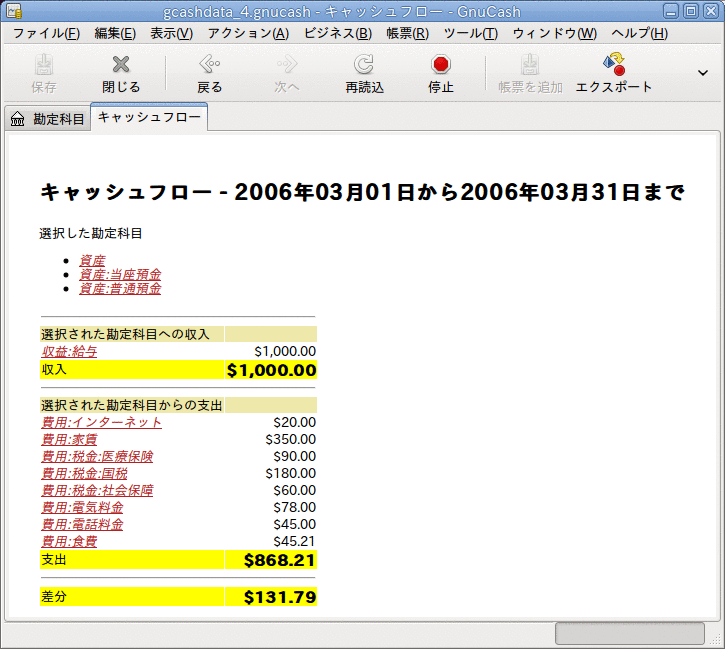 gcashdata_4.gnucash - キャッシュフロー - GnuCash
ファイル(F) 編集(E) 表示(V) アクション(A) ビジネス(B) 帳票(R) ツール(T) ウィンドウ(W) ヘルプ(H)
保存 閉じる 戻る 次へ 再読込 停止 帳票を追加 エクスポート
勘定科目 キャッシュフロー
キャッシュフロー - 2006年03月01日から2006年03月31日まで
選択した勘定科目
資産
資産:当座預金
資産:普通預金
選択された勘定科目への収入
収益:給与 $1,000.00
収入 $1,000.00
選択された勘定科目からの支出
費用:インターネット $20.00
費用:家賃 $350.00
費用:税金:医療保険 $90.00
費用:税金:国税 $180.00
費用:税金:社会保障 $60.00
費用:電気料金 $78.00
費用:電話料金 $45.00
費用:食費 $45.21
支出 $868.21
差分 $131.79